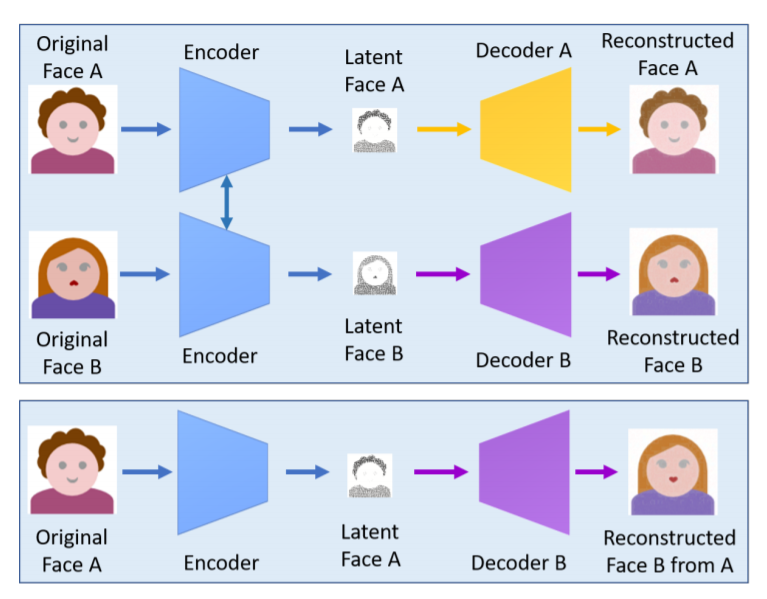 Original
Face A
Encoder
Latent
Face A
Decoder A
Reconstructed
Face A
Original
Face B
Encoder
Latent
Face B
Decoder B
Reconstructed
Face B
Original
Face A
Encoder
Latent
Face A
Decoder B
Reconstructed
Face B from A